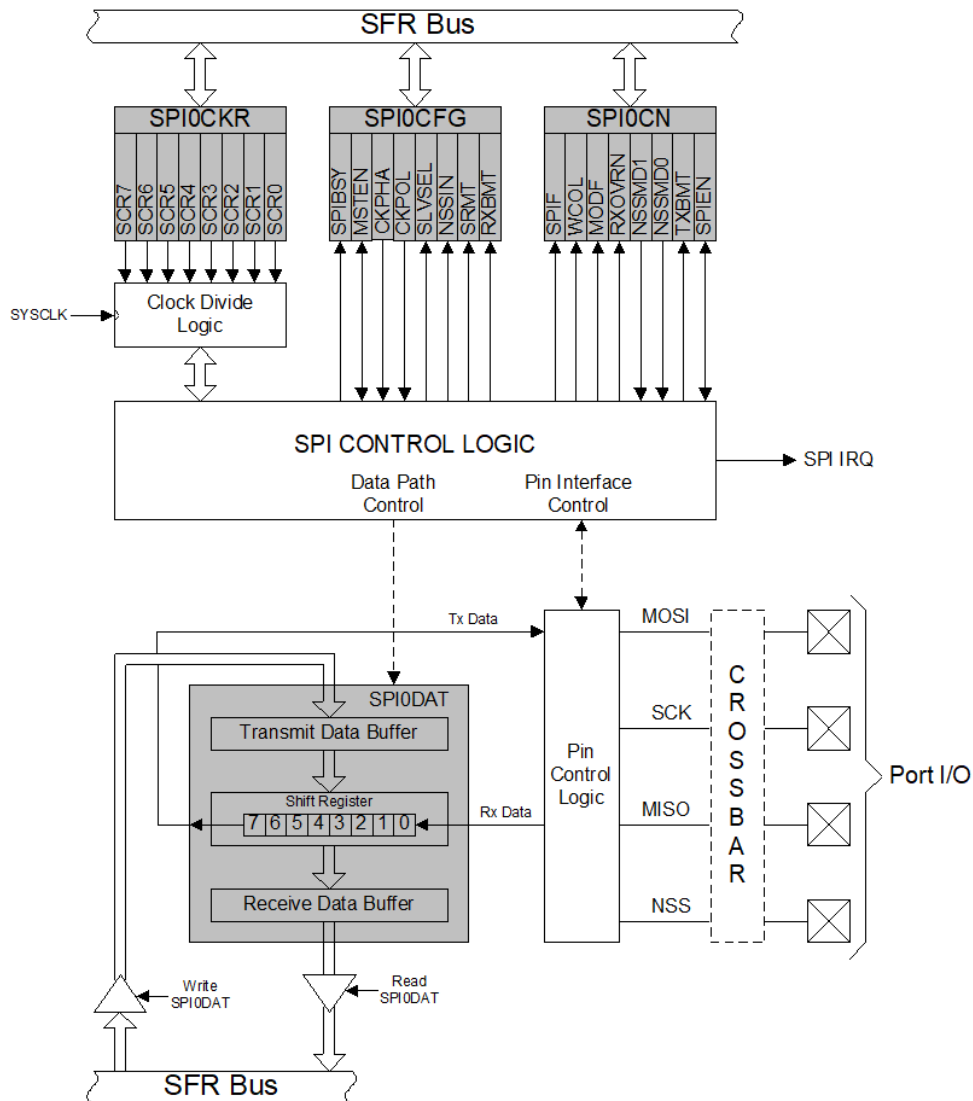 SFR Bus
SPI0CKR
SPI0CFG
SPI0CN
SCR7
SCR6
SCR5
SCR4
SCR3
SCR2
SCR1
SCR0
SPIBSY
MSTEN
CKPHA
CKPOL
SLVSEL
NSSIN
SRMT
RXBMT
SPIF
WCOL
MODF
RXOVRN
NSSMD1
NSSMD0
TXBMT
SPIEN
SYSCLK
Clock Divide
Logic
SPI CONTROL LOGIC
SPI IRQ
Data Path
Control
Pin Interface
Control
Tx Data
MOSI
SPI0DAT
Transmit Data Buffer
SCK
Shift Register
7 6 5 4 3 2 1 0
Rx Data
Pin
Control
Logic
MISO
CROSSBAR
Port I/O
Receive Data Buffer
NSS
Write
SPI0DAT
Read
SPI0DAT
SFR Bus